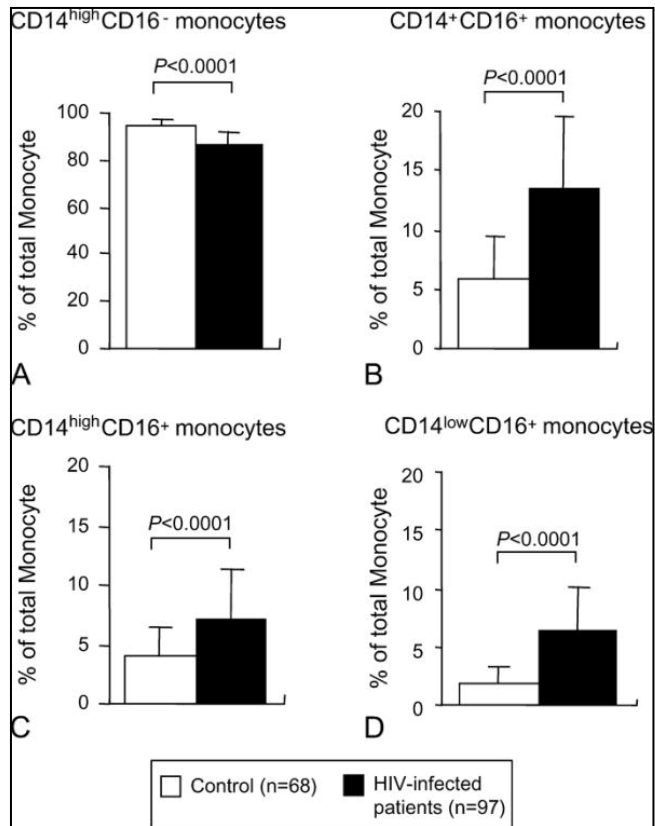 CD14highCD16- monocytes
P<0.0001
100
80
60
40
20
0
% of total Monocyte
A
CD14+CD16+ monocytes
P<0.0001
20
15
10
5
0
% of total Monocyte
B
CD14highCD16+ monocytes
P<0.0001
20
15
10
5
0
% of total Monocyte
C
CD14lowCD16+ monocytes
P<0.0001
20
15
10
5
0
% of total Monocyte
D
Control (n=68)
HIV-infected
patients (n=97)